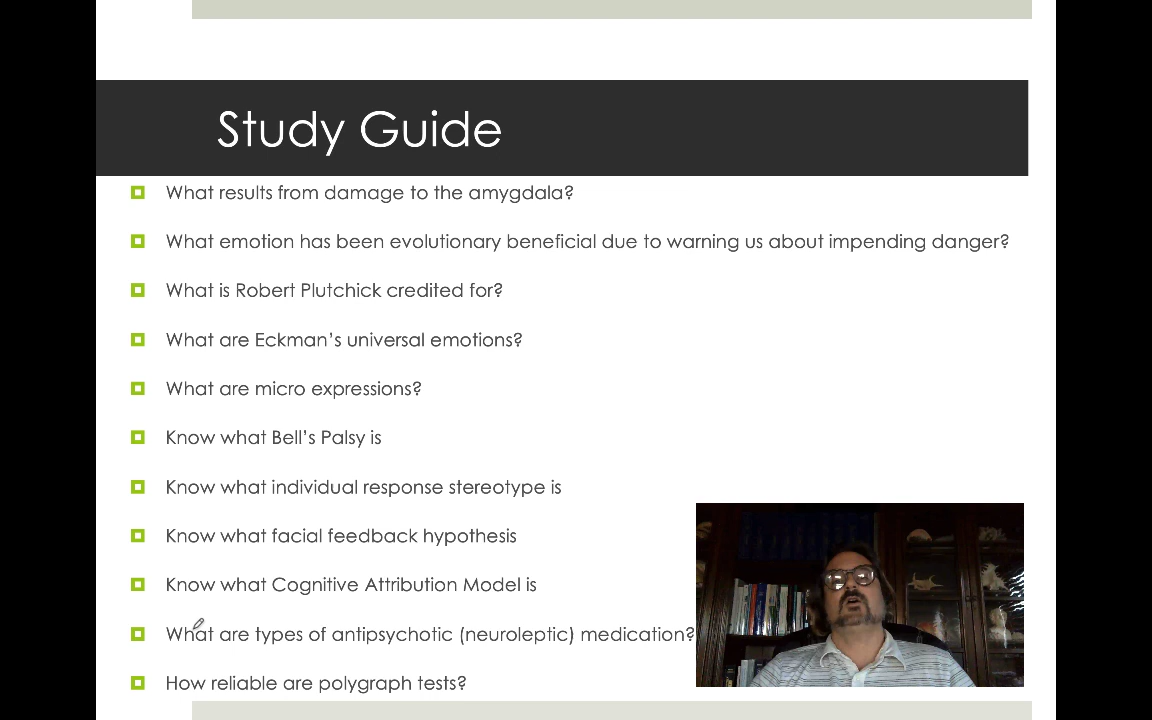 Study Guide
What results from damage to the amygdala?
What emotion has been evolutionary beneficial due to warning us about impending danger?
What is Robert Plutchick credited for?
What are Eckman’s universal emotions?
What are micro expressions?
Know what Bell’s Palsy is
Know what individual response stereotype is
Know what facial feedback hypothesis
Know what Cognitive Attribution Model is
What are types of antipsychotic (neuroleptic) medication?
How reliable are polygraph tests?